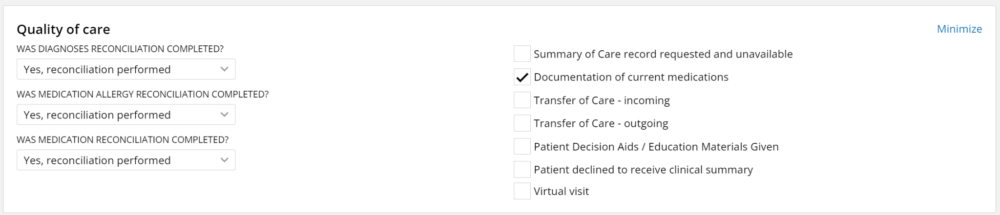 Quality of care
Minimize
WAS DIAGNOSES RECONCILIATION COMPLETED?
Yes, reconciliation performed
WAS MEDICATION ALLERGY RECONCILIATION COMPLETED?
Yes, reconciliation performed
WAS MEDICATION RECONCILIATION COMPLETED?
Yes, reconciliation performed
Summary of Care record requested and unavailable
Documentation of current medications
Transfer of Care - incoming
Transfer of Care - outgoing
Patient Decision Aids / Education Materials Given
Patient declined to receive clinical summary
Virtual visit